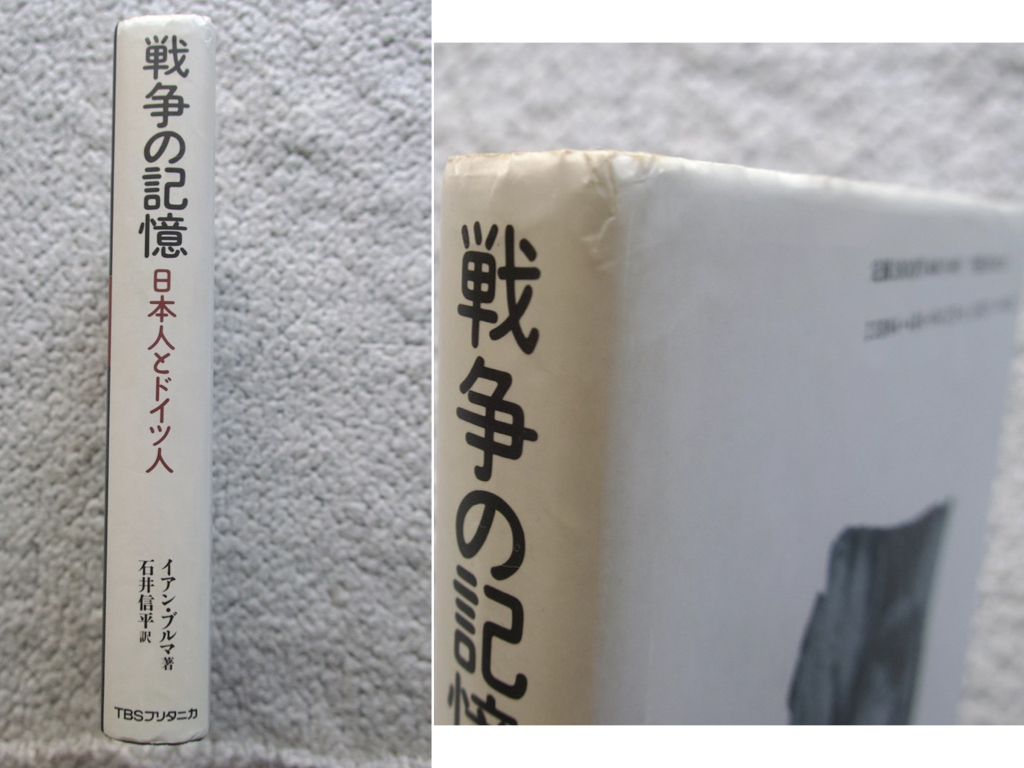 戦争の記憶
日本人とドイツ人
イアン・ブルマ著
石井信平訳
TBSブリタニカ
戦争の記憶